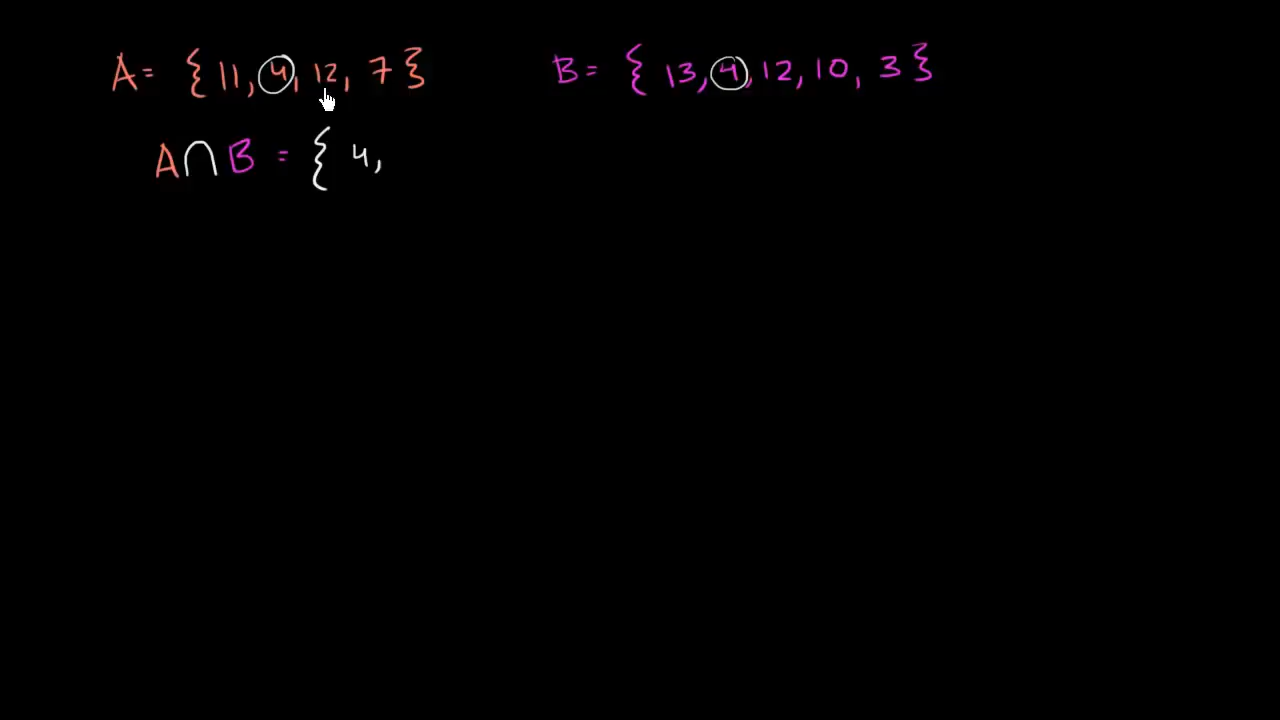 A = { 11, 4, 12, 7 } B = { 13, 4, 12, 10, 3 }
A ∩ B = { 4,